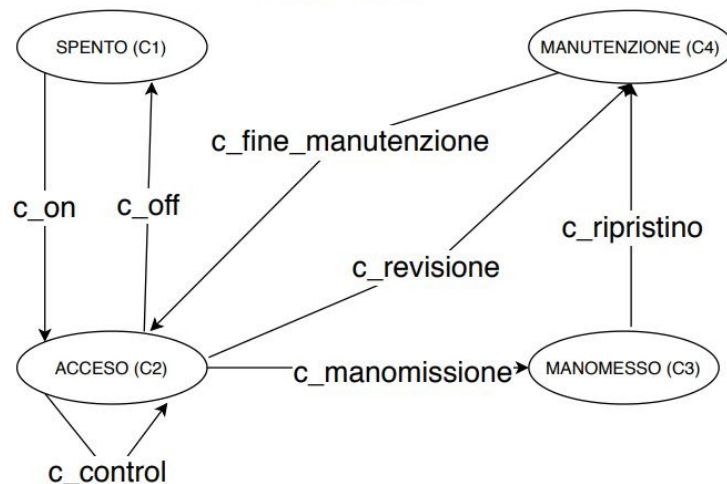 SPENTO (C1)
MANUTENZIONE (C4)
c_fine_manutenzione
c_on
c_off
c_ripristino
c_revisione
ACCESO (C2)
c_manomissione
MANOMESSO (C3)
c_control